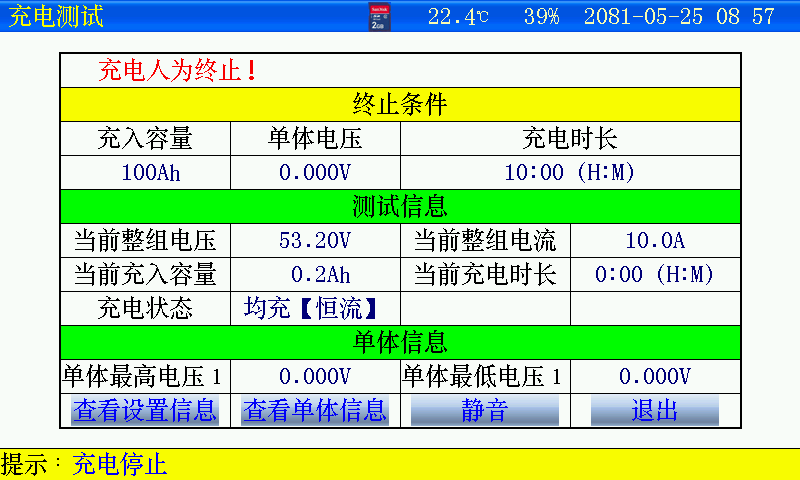 充电测试 22.4℃ 39% 2081-05-25 08 57
SanDisk
2GB
充电人为终止！
终止条件
充入容量 单体电压 充电时长
100Ah 0.000V 10:00 (H:M)
测试信息
当前整组电压 53.20V 当前整组电流 10.0A
当前充入容量 0.2Ah 当前充电时长 0:00 (H:M)
充电状态 均充【恒流】
单体信息
单体最高电压 1 0.000V 单体最低电压 1 0.000V
查看设置信息 查看单体信息 静音 退出
提示：充电停止